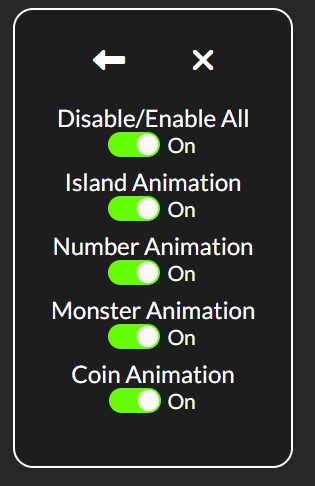 Disable/Enable All
On
Island Animation
On
Number Animation
On
Monster Animation
On
Coin Animation
On